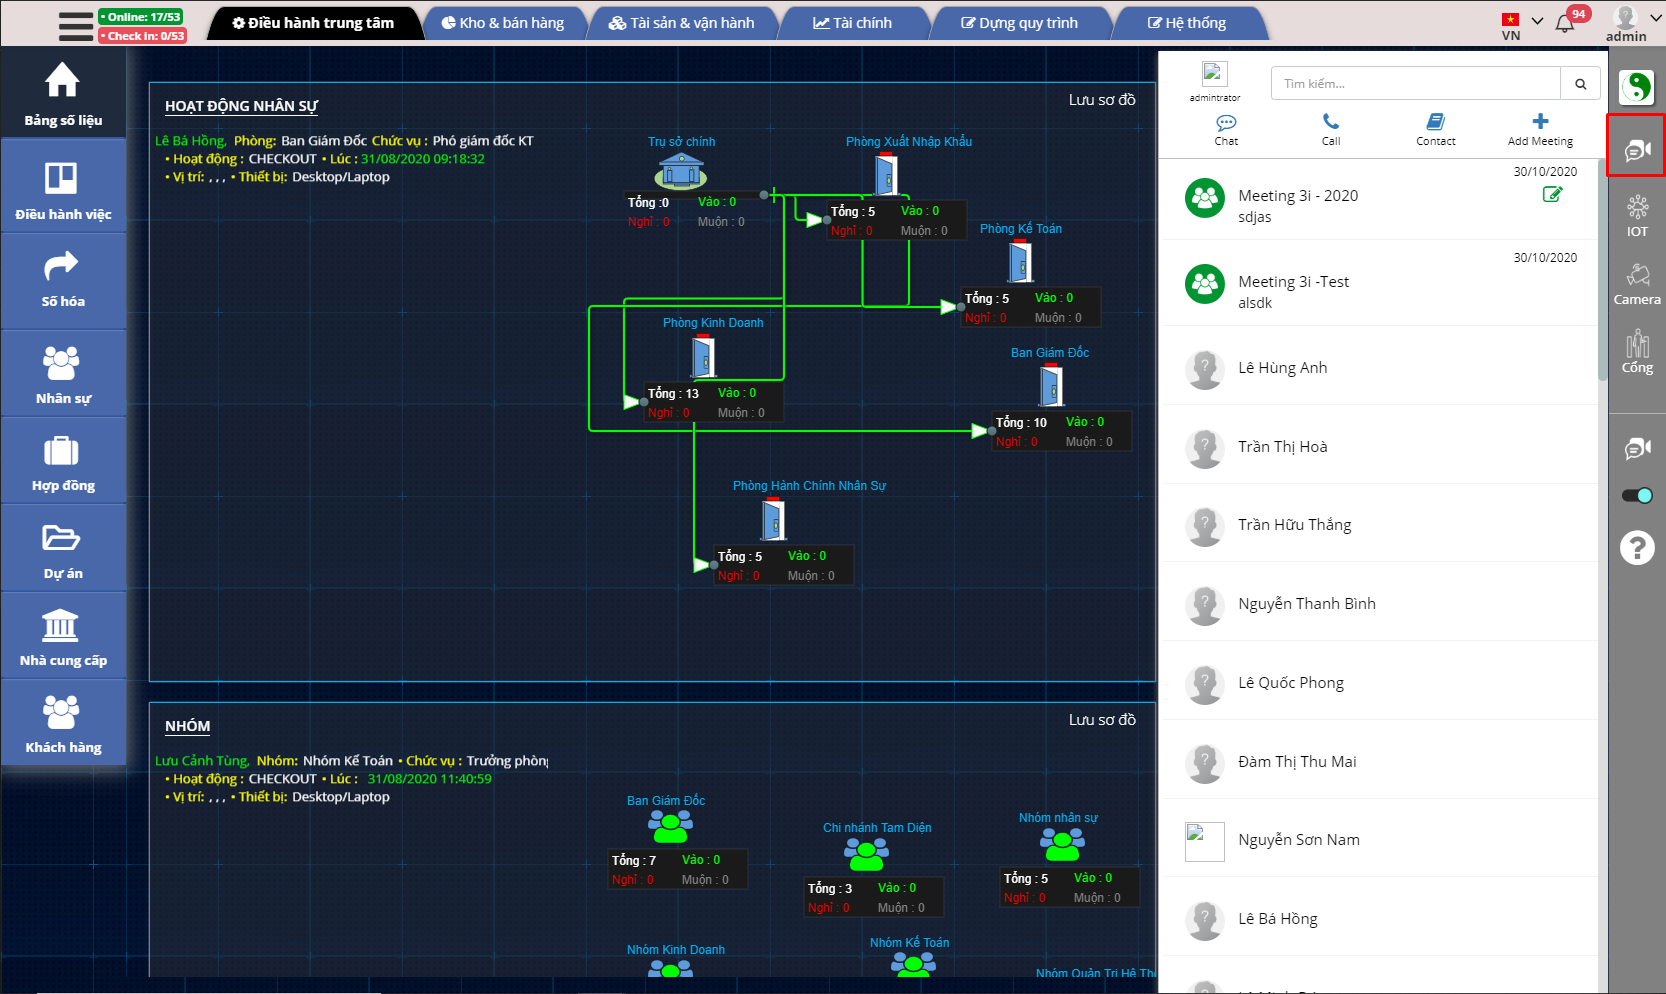 Online: 17/53
Check In: 0/53
Điều hành trung tâm
Kho & bán hàng
Tài sản & vận hành
Tài chính
Dựng quy trình
Hệ thống
VN
94
admin
Bảng số liệu
Điều hành việc
Số hóa
Nhân sự
Hợp đồng
Dự án
Nhà cung cấp
Khách hàng
HOẠT ĐỘNG NHÂN SỰ
Lưu sơ đồ
Lê Bá Hồng, Phòng: Ban Giám Đốc Chức vụ : Phó giám đốc KT
• Hoạt động : CHECKOUT • Lúc : 31/08/2020 09:18:32
• Vị trí: , , , • Thiết bị: Desktop/Laptop
Trụ sở chính
Tổng :0 Vào : 0
Nghỉ : 0 Muộn : 0
Phòng Xuất Nhập Khẩu
Tổng : 5 Vào : 0
Nghỉ : 0 Muộn : 0
Phòng Kế Toán
Tổng : 5 Vào : 0
Nghỉ : 0 Muộn : 0
Phòng Kinh Doanh
Tổng : 13 Vào : 0
Nghỉ : 0 Muộn : 0
Ban Giám Đốc
Tổng : 10 Vào : 0
Nghỉ : 0 Muộn : 0
Phòng Hành Chính Nhân Sự
Tổng : 5 Vào : 0
Nghỉ : 0 Muộn : 0
NHÓM
Lưu sơ đồ
Lưu Cảnh Tùng, Nhóm: Nhóm Kế Toán • Chức vụ : Trưởng phòng
• Hoạt động : CHECKOUT • Lúc : 31/08/2020 11:40:59
• Vị trí: , , , • Thiết bị: Desktop/Laptop
Ban Giám Đốc
Tổng : 7 Vào : 0
Nghỉ : 0 Muộn : 0
Chi nhánh Tam Diện
Tổng : 3 Vào : 0
Nghỉ : 0 Muộn : 0
Nhóm nhân sự
Tổng : 5 Vào : 0
Nghỉ : 0 Muộn : 0
Nhóm Kinh Doanh
Nhóm Kế Toán
Nhóm Quản Trị Hệ Th
admintrator
Tìm kiếm...
Chat
Call
Contact
Add Meeting
30/10/2020
Meeting 3i - 2020
sdjas
30/10/2020
Meeting 3i -Test
alsdk
Lê Hùng Anh
Trần Thị Hoà
Trần Hữu Thắng
Nguyễn Thanh Bình
Lê Quốc Phong
Đàm Thị Thu Mai
Nguyễn Sơn Nam
Lê Bá Hồng
IOT
Camera
Cổng